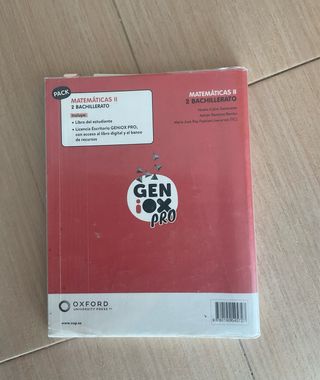 PACK
MATEMÁTICAS II
2 BACHILLERATO
Incluye:
• Libro del estudiante
• Licencia Escritorio GENiOX PRO,
con acceso al libro digital y al banco
de recursos
MATEMÁTICAS II
2 BACHILLERATO
GEN
iOX
PRO
OXFORD
UNIVERSITY PRESS
www.oup.es